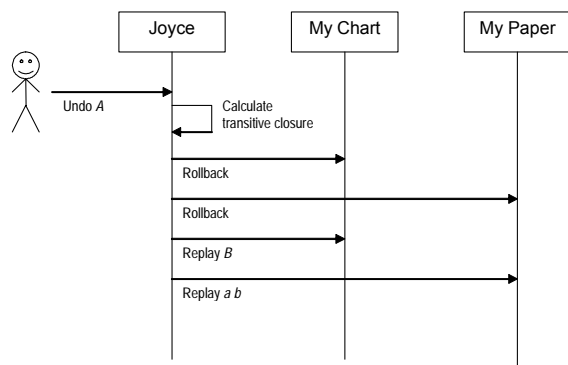 Joyce
My Chart
My Paper
Undo A
Calculate
transitive closure
Rollback
Rollback
Replay B
Replay a b